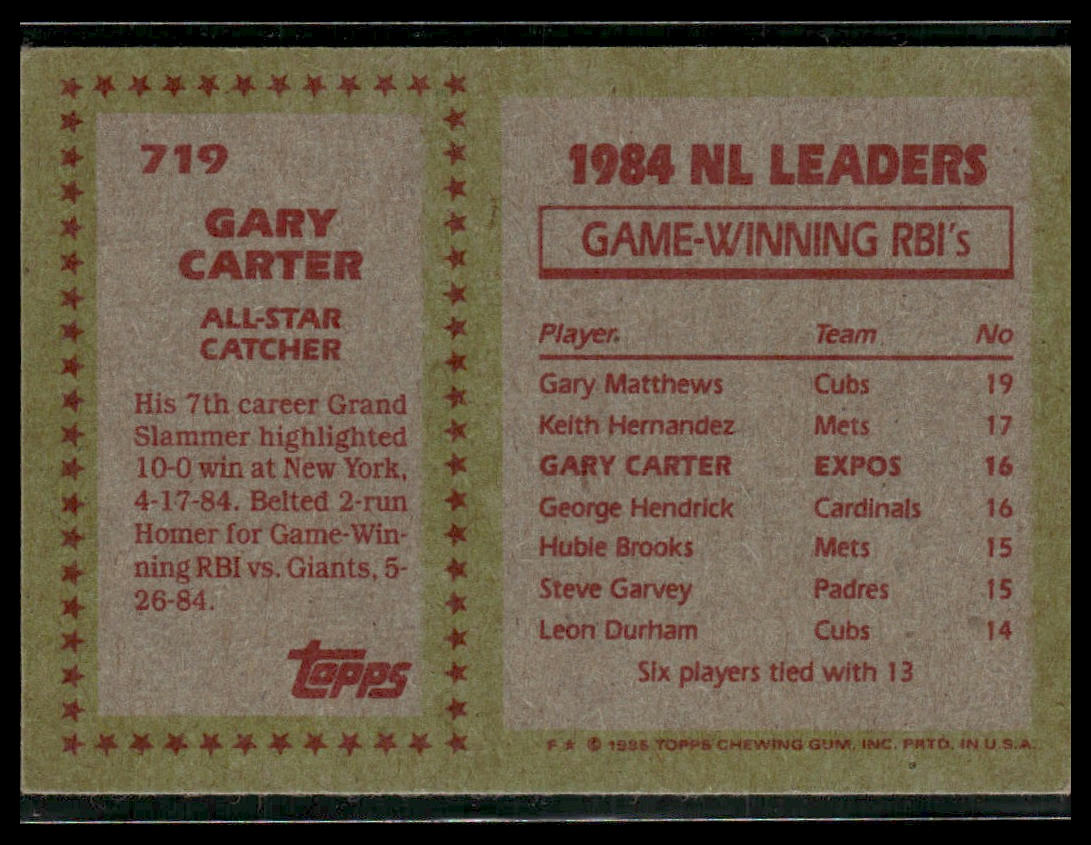 719
GARY
CARTER
ALL-STAR
CATCHER
His 7th career Grand
Slammer highlighted
10-0 win at New York,
4-17-84. Belted 2-run
Homer for Game-Win-
ning RBI vs. Giants, 5-
26-84.
topps
1984 NL LEADERS
GAME-WINNING RBI's
Player Team No
Gary Matthews Cubs 19
Keith Hernandez Mets 17
GARY CARTER EXPOS 16
George Hendrick Cardinals 16
Hubie Brooks Mets 15
Steve Garvey Padres 15
Leon Durham Cubs 14
Six players tied with 13
F ★ © 1985 TOPPS CHEWING GUM, INC. PRTD. IN U.S.A.